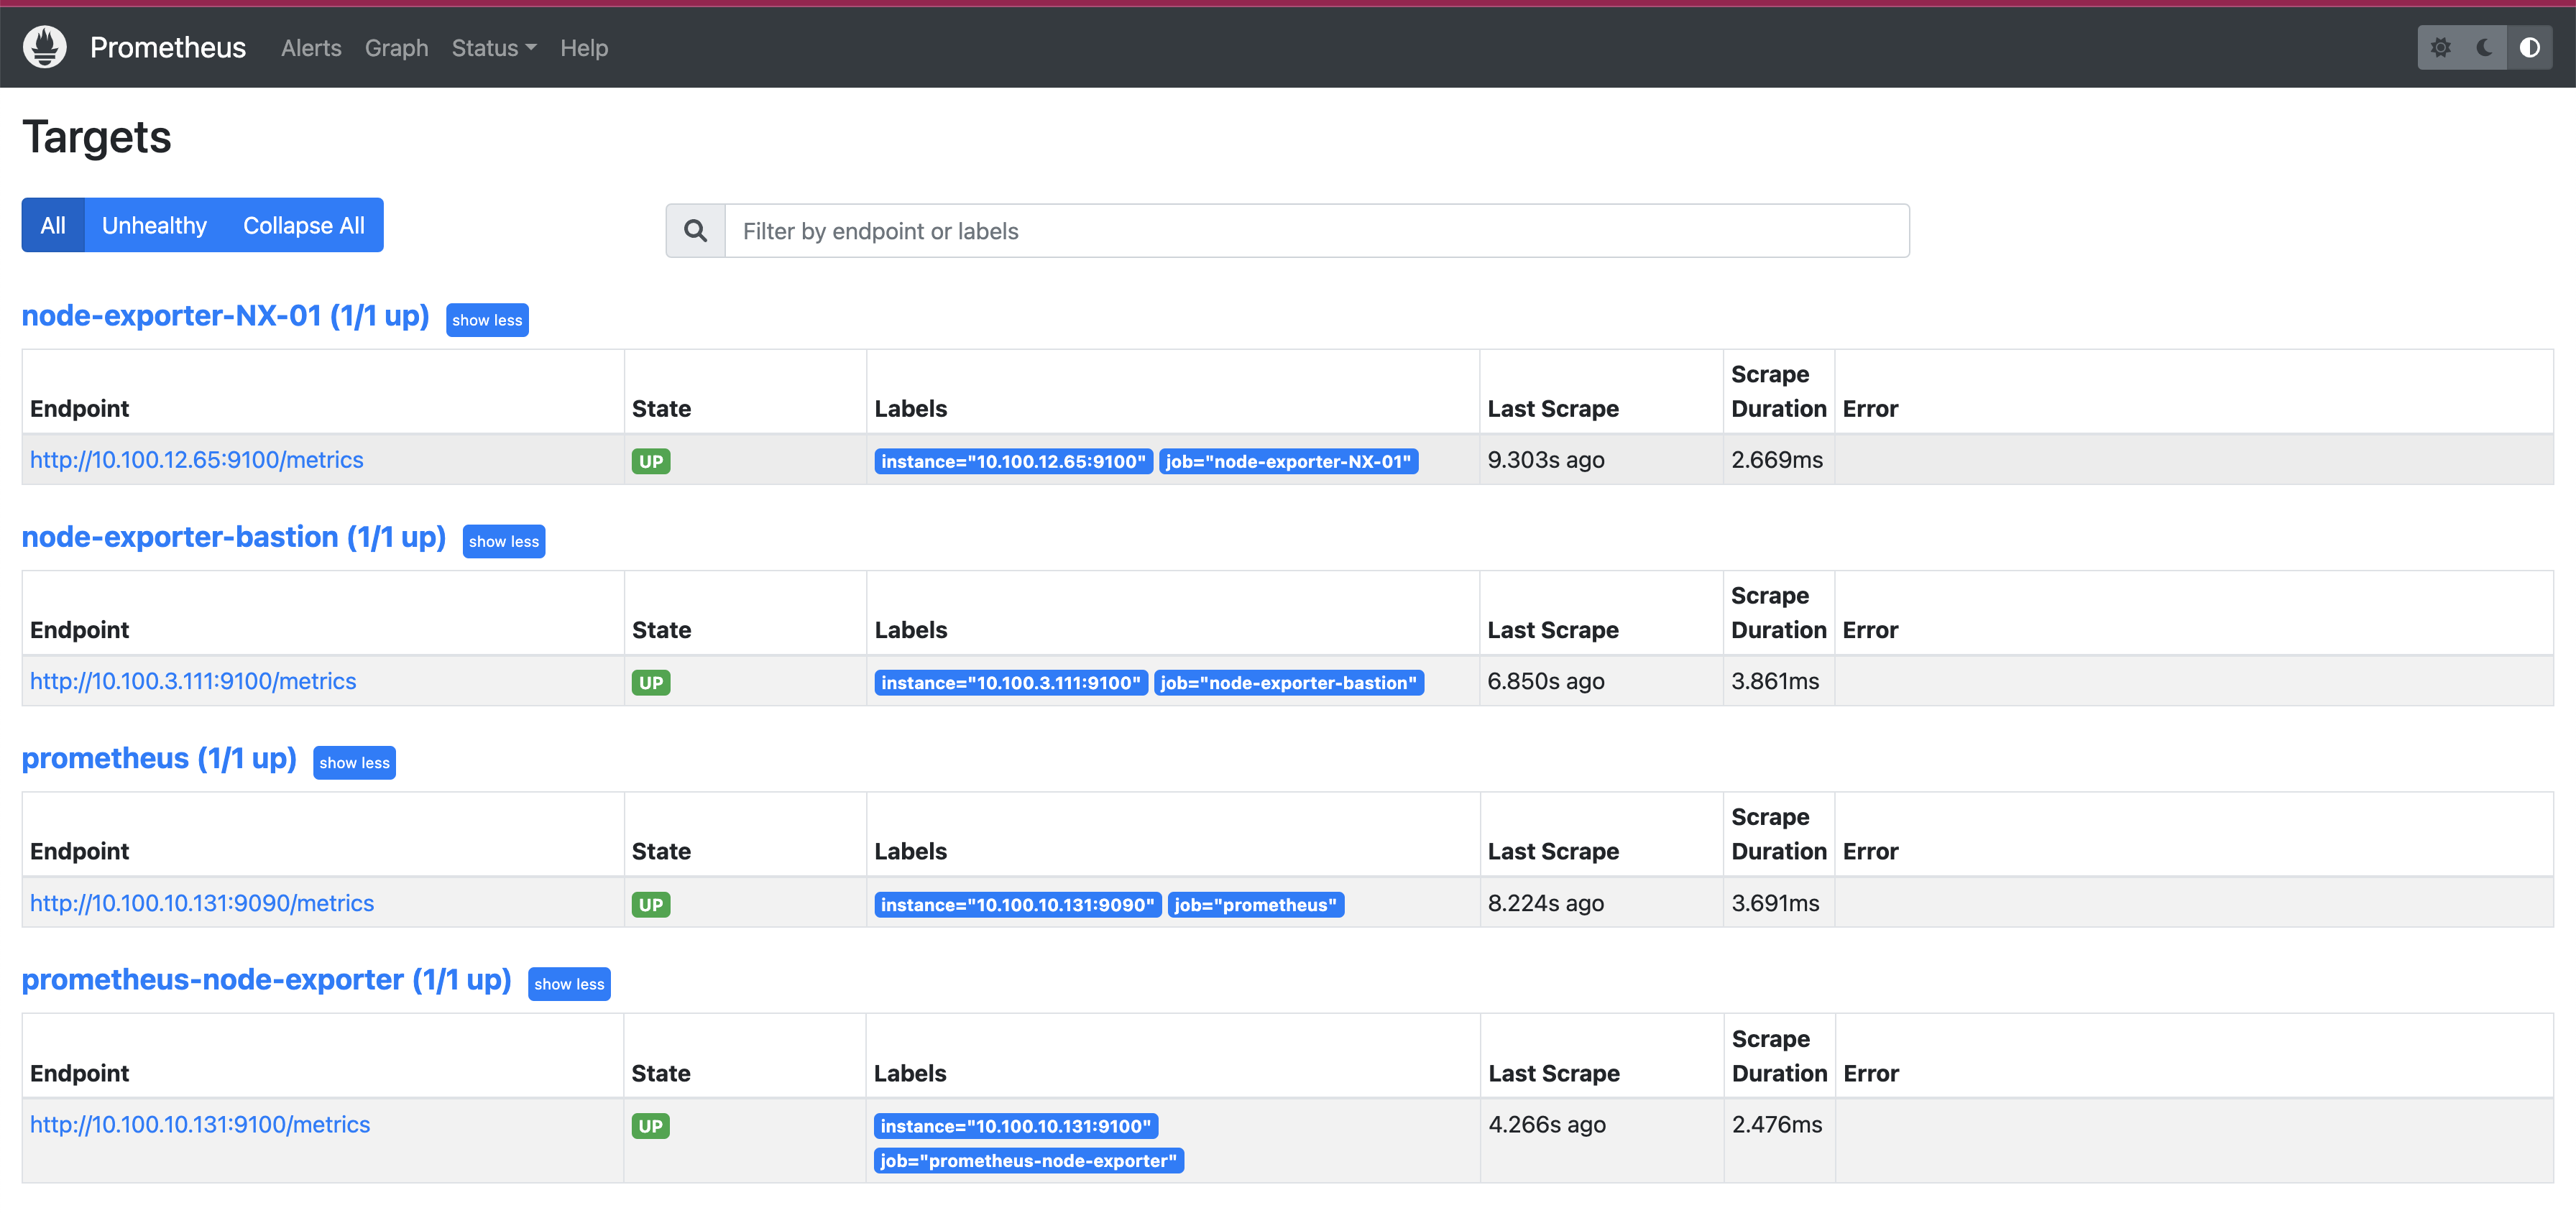 Prometheus Alerts Graph Status Help
Targets
All Unhealthy Collapse All
Filter by endpoint or labels
node-exporter-NX-01 (1/1 up) show less
Endpoint State Labels Last Scrape Scrape Duration Error
http://10.100.12.65:9100/metrics UP instance="10.100.12.65:9100" job="node-exporter-NX-01" 9.303s ago 2.669ms
node-exporter-bastion (1/1 up) show less
Endpoint State Labels Last Scrape Scrape Duration Error
http://10.100.3.111:9100/metrics UP instance="10.100.3.111:9100" job="node-exporter-bastion" 6.850s ago 3.861ms
prometheus (1/1 up) show less
Endpoint State Labels Last Scrape Scrape Duration Error
http://10.100.10.131:9090/metrics UP instance="10.100.10.131:9090" job="prometheus" 8.224s ago 3.691ms
prometheus-node-exporter (1/1 up) show less
Endpoint State Labels Last Scrape Scrape Duration Error
http://10.100.10.131:9100/metrics UP instance="10.100.10.131:9100" 4.266s ago 2.476ms
job="prometheus-node-exporter"